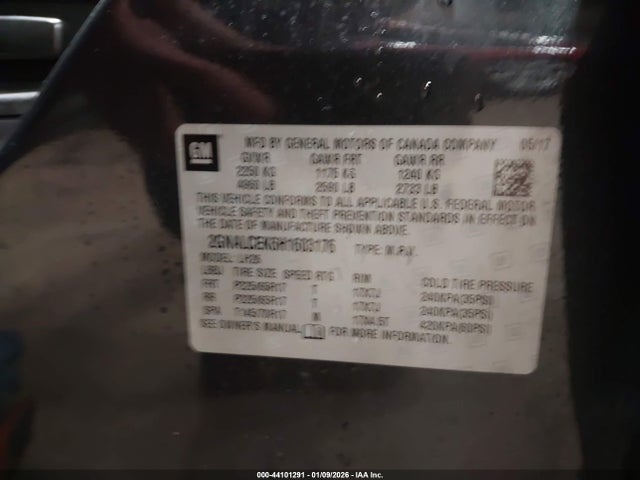 GM
MFD BY GENERAL MOTORS OF CANADA COMPANY 05/17
GVWR GAWR FRT GAWR RR
2250 KG 1175 KG 1240 KG
4960 LB 2590 LB 2733 LB
THIS VEHICLE CONFORMS TO ALL APPLICABLE U.S. FEDERAL MOTOR
VEHICLE SAFETY AND THEFT PREVENTION STANDARDS IN EFFECT ON
THE DATE OF MANUFACTURE SHOWN ABOVE.
TYPE: M.P.V.
MODEL:
TIRE SIZE SPEED RTG RIM COLD TIRE PRESSURE
FRT P225/65R17 T 17X7J 240KPA(35PSI)
RR P225/65R17 T 17X7J 240KPA(35PSI)
SPA T145/70R17 M 17X4.5T 420KPA(60PSI)
SEE OWNER'S MANUAL FOR MORE INFORMATION.
000-44101291 - 01/09/2026 - IAA Inc.